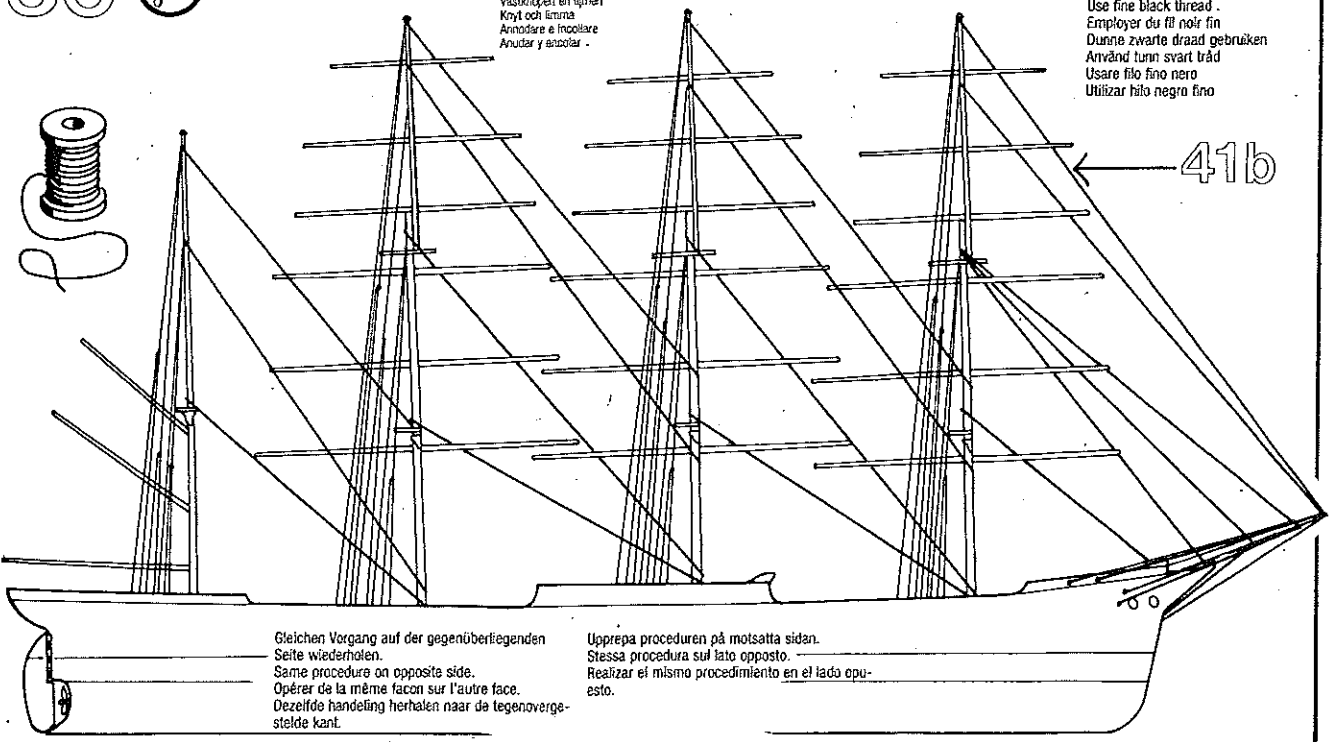 Knyt och limma
Annodare e incollare
Anudar y encolar .
Use fine black thread .
Employer du fil noir fin
Dunne zwarte draad gebruiken
Använd tunn svart tråd
Usare filo fino nero
Utilizar hilo negro fino
41b
Gleichen Vorgang auf der gegenüberliegenden
Seite wiederholen.
Same procedure on opposite side.
Opérer de la même facon sur l'autre face.
Dezelfde handeling herhalen naar de tegenoverge-
stelde kant.
Upprepa proceduren på motsatta sidan.
Stessa procedura sul lato opposto.
Realizar el mismo procedimiento en el lado opu-
esto.